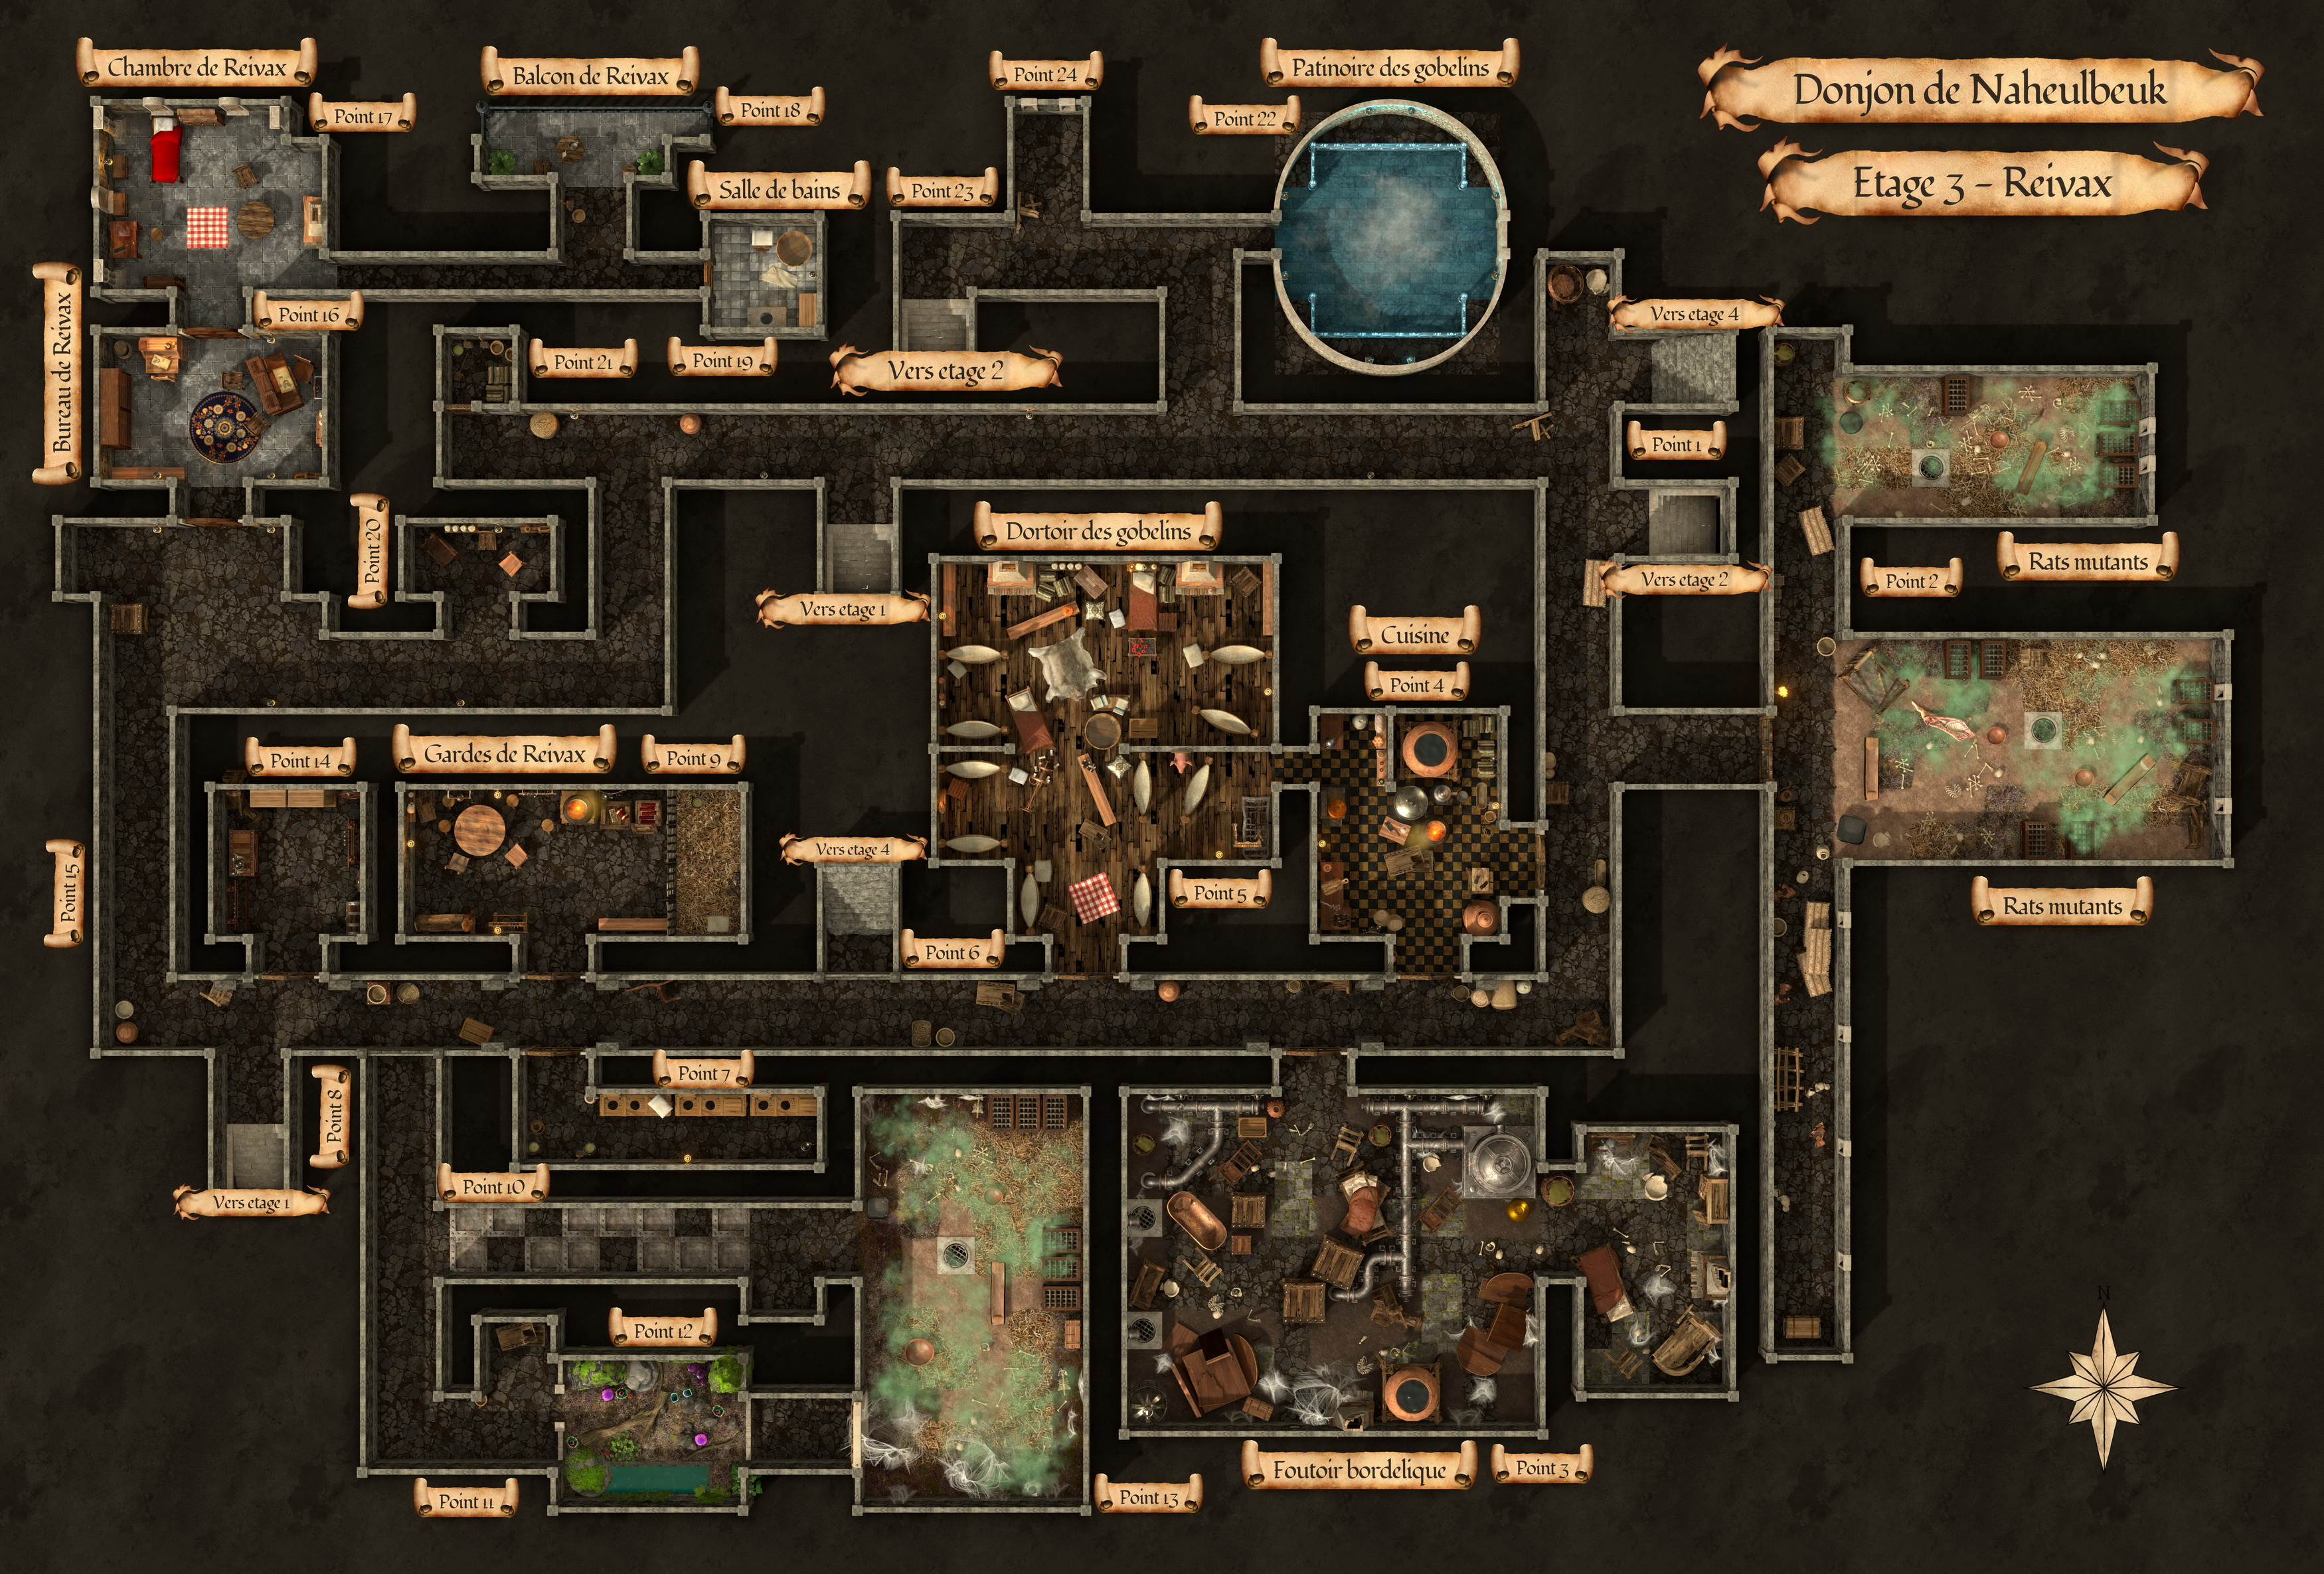 Chambre de Reivax
Balcon de Reivax
Point 24
Patinoire des gobelins
Donjon de Naheulbeuk
Point 17
Point 18
Point 22
Salle de bains
Point 23
Etage 3 - Reivax
Bureau de Reivax
Point 16
Vers etage 4
Point 21
Point 19
Vers etage 2
Point 1
Point 20
Dortoir des gobelins
Rats mutants
Point 2
Vers etage 2
Vers etage 1
Cuisine
Point 4
Point 14
Gardes de Reivax
Point 9
Vers etage 4
Point 15
Point 5
Rats mutants
Point 6
Point 7
Point 8
Point 10
Vers etage 1
N
Point 12
Foutoir bordelique
Point 3
Point 11
Point 13